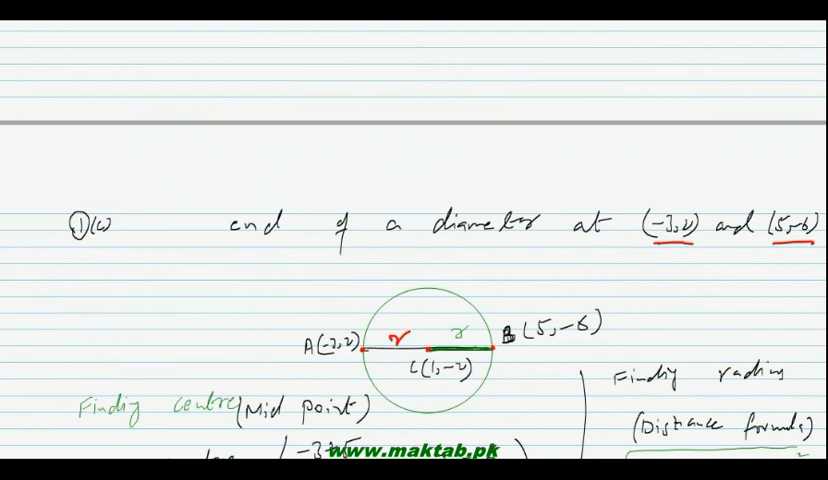 ①(c) end of a diameter at (-3,2) and (5,-6)
r r B(5,-6)
A(-3,2)
C(1,-2)
Finding centre (Mid point)
Finding radius
(Distance formula)
www.maktab.pk